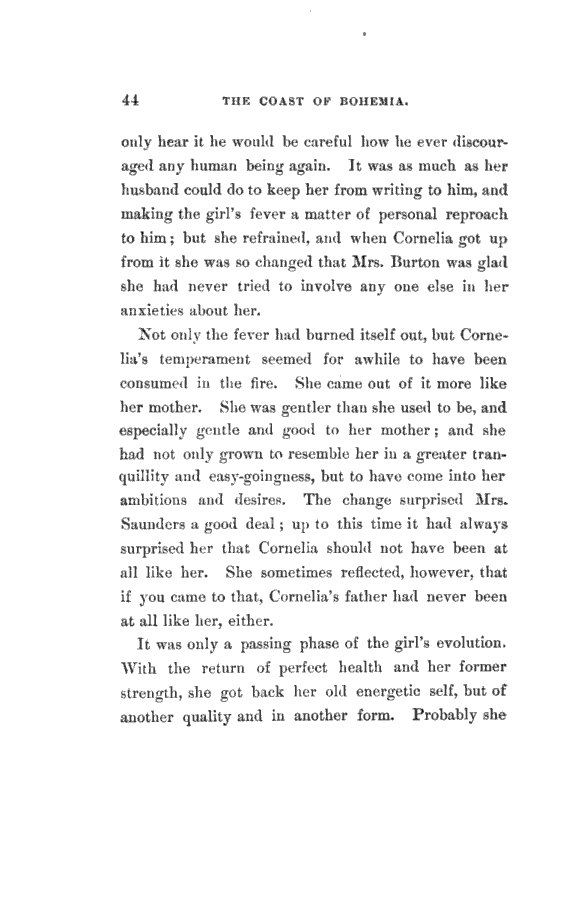 44 THE COAST OF BOHEMIA.
only hear it he would be careful how he ever discour-
aged any human being again. It was as much as her
husband could do to keep her from writing to him, and
making the girl's fever a matter of personal reproach
to him; but she refrained, and when Cornelia got up
from it she was so changed that Mrs. Burton was glad
she had never tried to involve any one else in her
anxieties about her.
Not only the fever had burned itself out, but Corne-
lia's temperament seemed for awhile to have been
consumed in the fire. She came out of it more like
her mother. She was gentler than she used to be, and
especially gentle and good to her mother; and she
had not only grown to resemble her in a greater tran-
quillity and easy-goingness, but to have come into her
ambitions and desires. The change surprised Mrs.
Saunders a good deal; up to this time it had always
surprised her that Cornelia should not have been at
all like her. She sometimes reflected, however, that
if you came to that, Cornelia's father had never been
at all like her, either.
It was only a passing phase of the girl's evolution.
With the return of perfect health and her former
strength, she got back her old energetic self, but of
another quality and in another form. Probably she